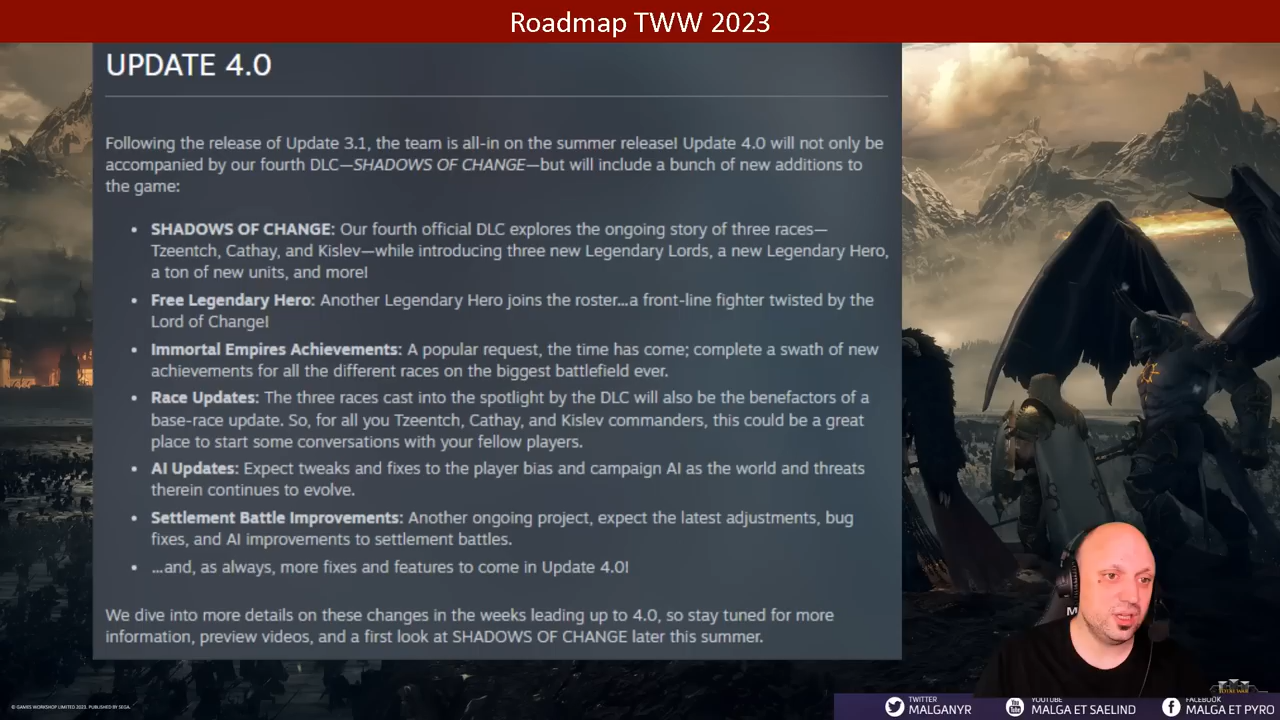 Roadmap TWW 2023
UPDATE 4.0
Following the release of Update 3.1, the team is all-in on the summer release! Update 4.0 will not only be
accompanied by our fourth DLC—SHADOWS OF CHANGE—but will include a bunch of new additions to
the game:
• SHADOWS OF CHANGE: Our fourth official DLC explores the ongoing story of three races—
Tzeentch, Cathay, and Kislev—while introducing three new Legendary Lords, a new Legendary Hero,
a ton of new units, and more!
• Free Legendary Hero: Another Legendary Hero joins the roster...a front-line fighter twisted by the
Lord of Change!
• Immortal Empires Achievements: A popular request, the time has come; complete a swath of new
achievements for all the different races on the biggest battlefield ever.
• Race Updates: The three races cast into the spotlight by the DLC will also be the benefactors of a
base-race update. So, for all you Tzeentch, Cathay, and Kislev commanders, this could be a great
place to start some conversations with your fellow players.
• AI Updates: Expect tweaks and fixes to the player bias and campaign AI as the world and threats
therein continues to evolve.
• Settlement Battle Improvements: Another ongoing project, expect the latest adjustments, bug
fixes, and AI improvements to settlement battles.
• ...and, as always, more fixes and features to come in Update 4.0!
We dive into more details on these changes in the weeks leading up to 4.0, so stay tuned for more
information, preview videos, and a first look at SHADOWS OF CHANGE later this summer.
© GAMES WORKSHOP LIMITED 2023. PUBLISHED BY SEGA.
TWITTER
MALGANYR
YOUTUBE
MALGA ET SAELIND
FACEBOOK
MALGA ET PYRO